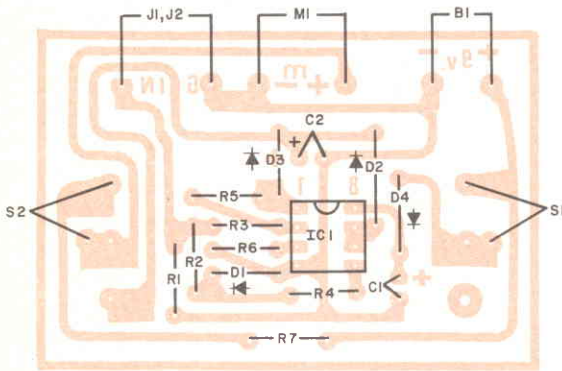 J1,J2 M1 B1
IN G - + m - 9v. +
C2
+
D3 D2
R5 1 8 D4
S2 S1
R3 IC1
R6
R1 R2 D1
R4 C1 +
R7